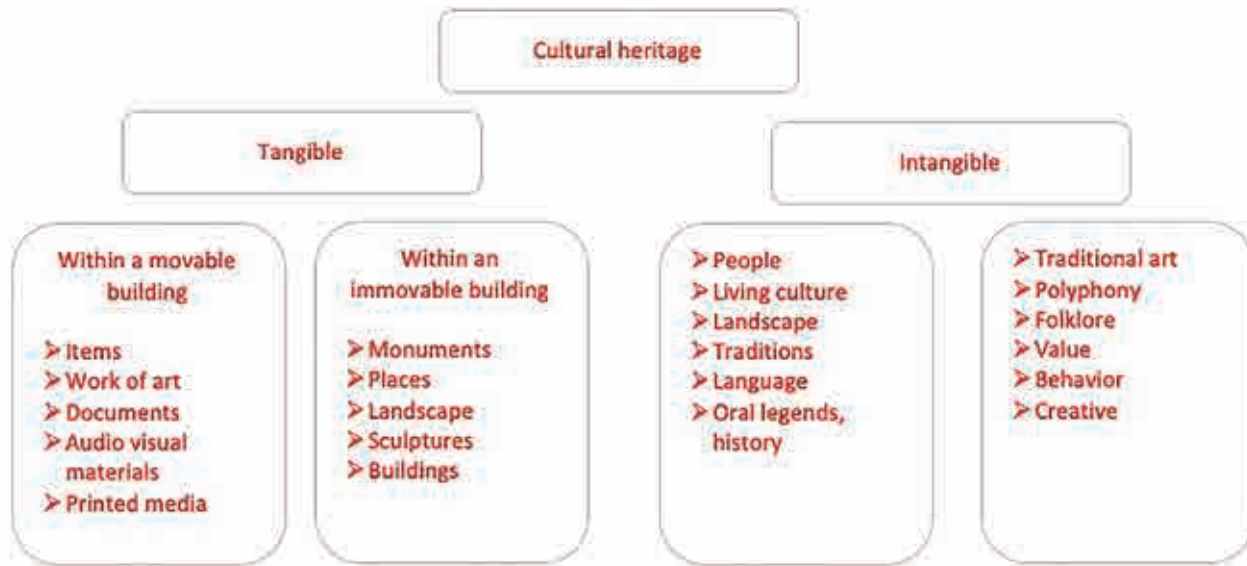 Cultural heritage
Tangible
Intangible
Within a movable
building
➢ Items
➢ Work of art
➢ Documents
➢ Audio visual
materials
➢ Printed media
Within an
immovable building
➢ Monuments
➢ Places
➢ Landscape
➢ Sculptures
➢ Buildings
➢ People
➢ Living culture
➢ Landscape
➢ Traditions
➢ Language
➢ Oral legends,
history
➢ Traditional art
➢ Polyphony
➢ Folklore
➢ Value
➢ Behavior
➢ Creative